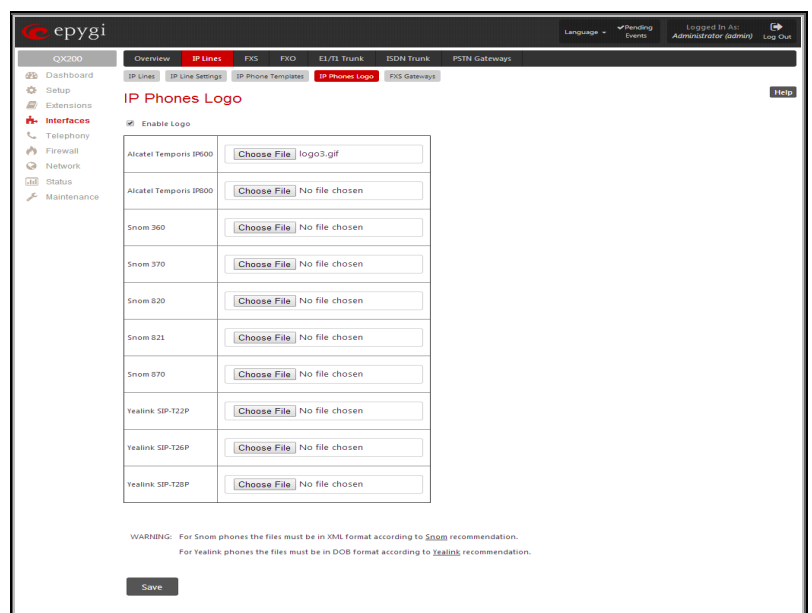 epygi
Language
Pending Events
Logged In As:
Administrator (admin)
Log Out
QX200
Dashboard
Setup
Extensions
Interfaces
Telephony
Firewall
Network
Status
Maintenance
Overview IP Lines FXS FXO E1/T1 Trunk ISDN Trunk PSTN Gateways
IP Lines IP Line Settings IP Phone Templates IP Phones Logo FXS Gateways
IP Phones Logo
Help
Enable Logo
Alcatel Temporis IP600 Choose File logo3.gif
Alcatel Temporis IP800 Choose File No file chosen
Snom 360 Choose File No file chosen
Snom 370 Choose File No file chosen
Snom 820 Choose File No file chosen
Snom 821 Choose File No file chosen
Snom 870 Choose File No file chosen
Yealink SIP-T22P Choose File No file chosen
Yealink SIP-T26P Choose File No file chosen
Yealink SIP-T28P Choose File No file chosen
WARNING: For Snom phones the files must be in XML format according to Snom recommendation.
For Yealink phones the files must be in DOB format according to Yealink recommendation.
Save